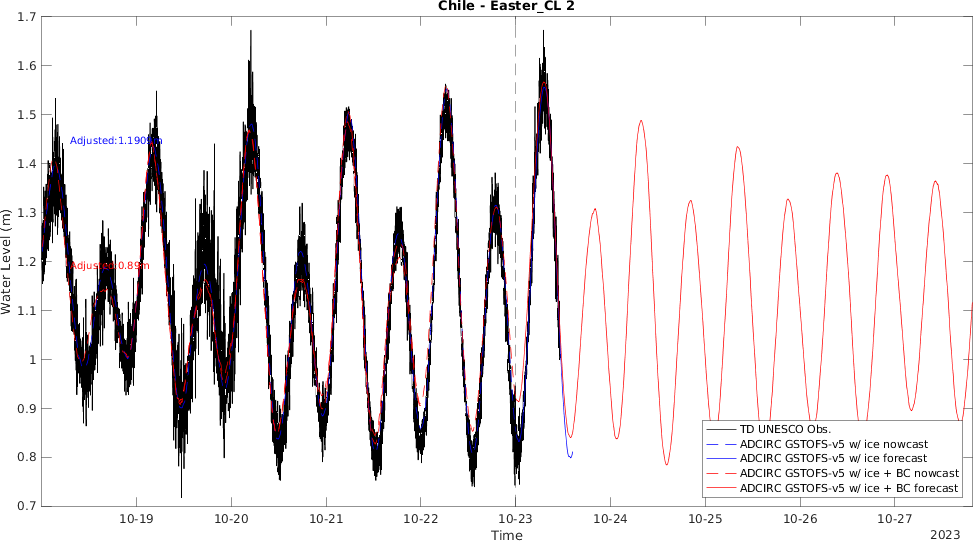 Chile - Easter_CL 2
1.7
1.6
1.5
1.4
1.3
1.2
1.1
1
0.9
0.8
0.7
Water Level (m)
Adjusted:1.1909m
Adjusted:0.89m
TD UNESCO Obs.
ADCIRC GSTOFS-v5 w/ ice nowcast
ADCIRC GSTOFS-v5 w/ ice forecast
ADCIRC GSTOFS-v5 w/ ice + BC nowcast
ADCIRC GSTOFS-v5 w/ ice + BC forecast
10-19 10-20 10-21 10-22 10-23 10-24 10-25 10-26 10-27
Time
2023